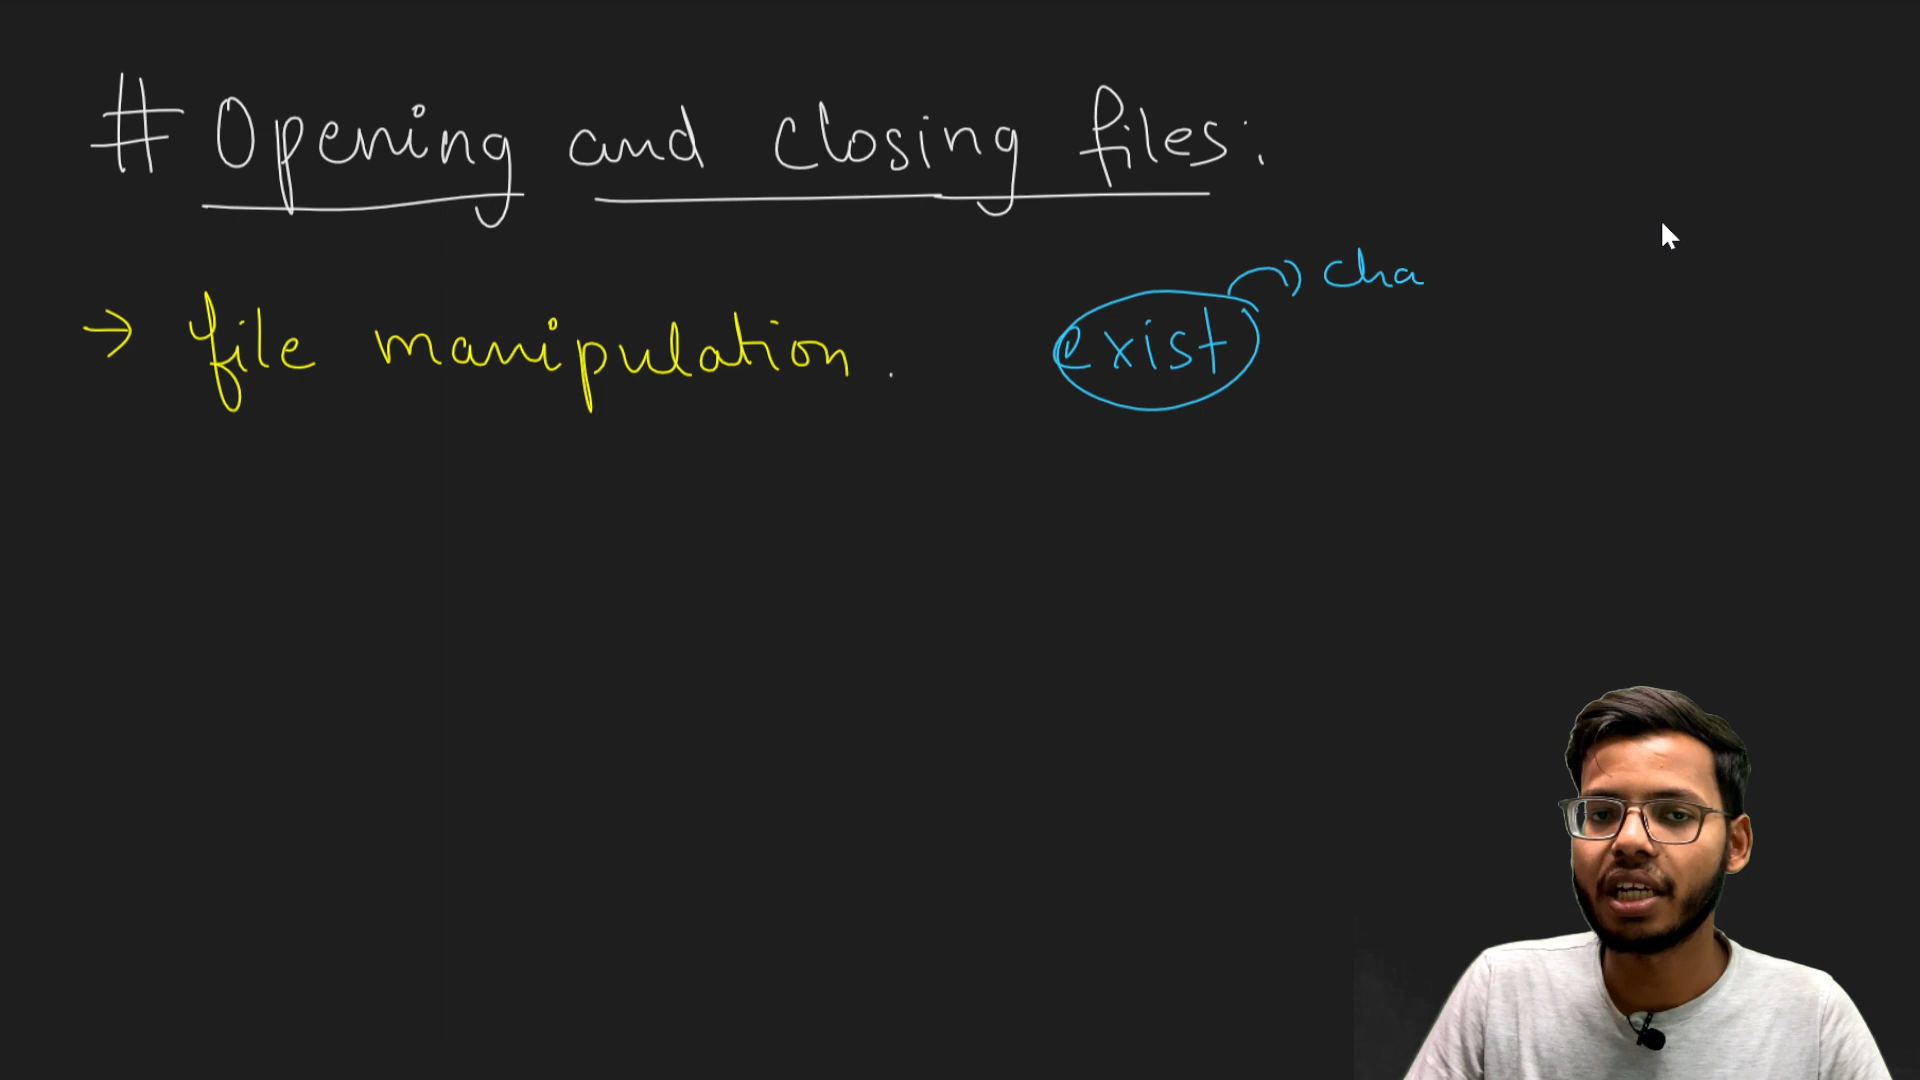 # Opening and closing files:
→ file manipulation.
exist → cha